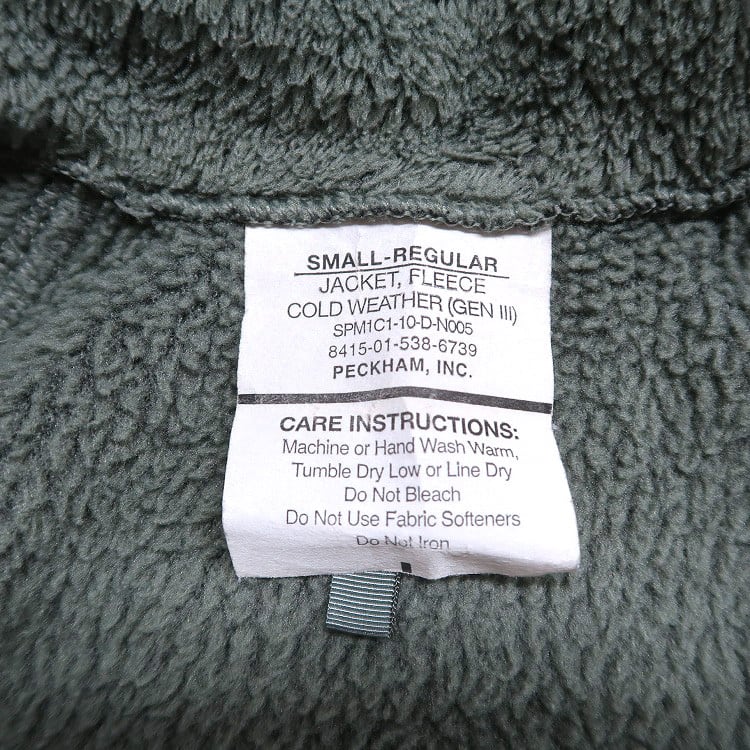 SMALL-REGULAR
JACKET, FLEECE
COLD WEATHER (GEN III)
SPM1C1-10-D-N005
8415-01-538-6739
PECKHAM, INC.
CARE INSTRUCTIONS:
Machine or Hand Wash Warm,
Tumble Dry Low or Line Dry
Do Not Bleach
Do Not Use Fabric Softeners
Do Not Iron